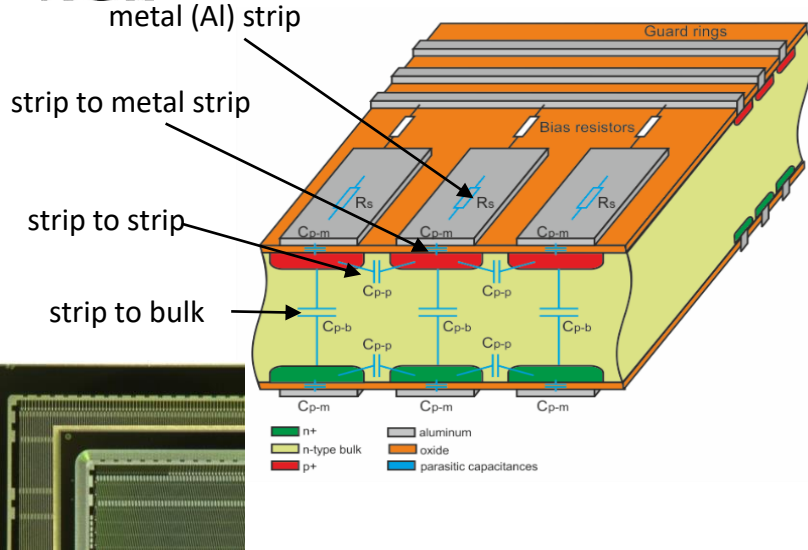 metal (Al) strip
Guard rings
strip to metal strip
Bias resistors
Rs Rs Rs
strip to strip
Cp-m Cp-m Cp-m
Cp-p Cp-p
strip to bulk
Cp-b Cp-b Cp-b
Cp-p Cp-p
Cp-m Cp-m Cp-m
n+ aluminum
n-type bulk oxide
p+ parasitic capacitances